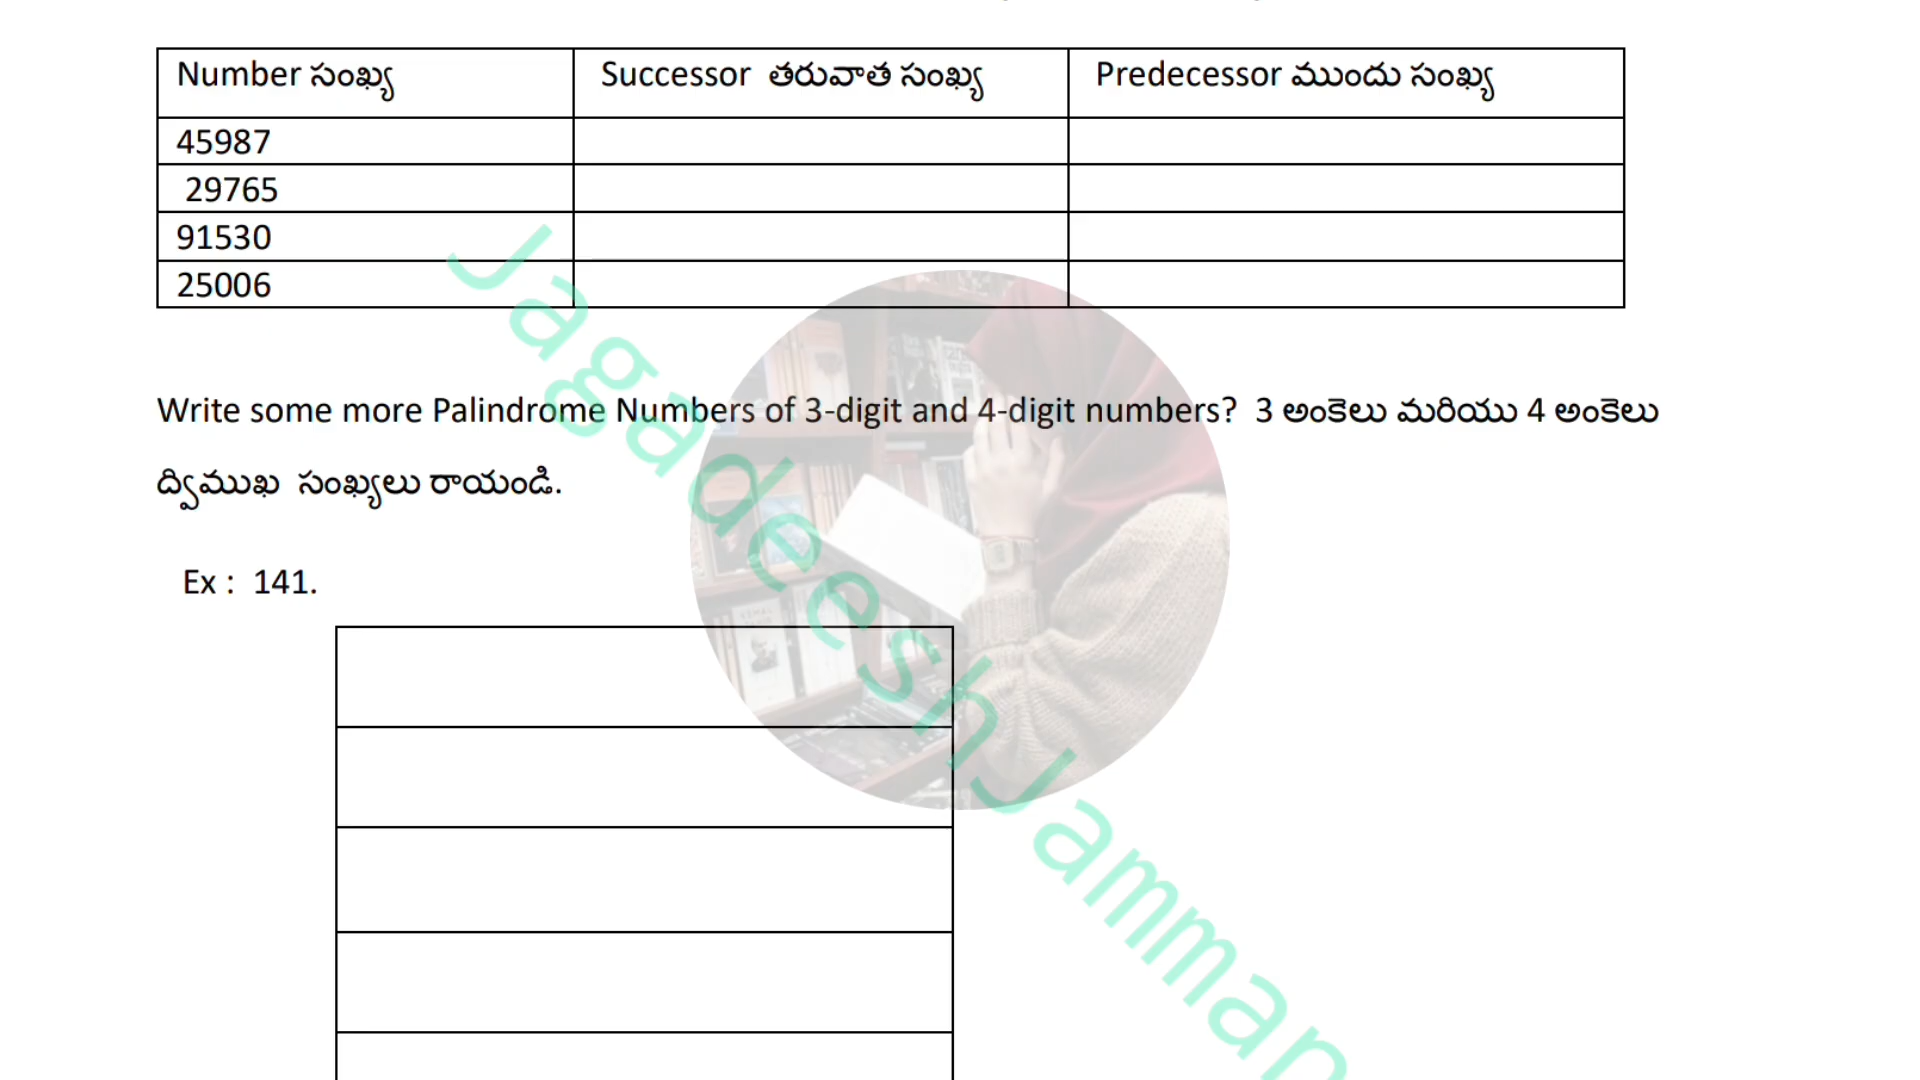 Number సంఖ్య Successor తరువాత సంఖ్య Predecessor ముందు సంఖ్య
45987
29765
91530
25006
Write some more Palindrome Numbers of 3-digit and 4-digit numbers? 3 అంకెలు మరియు 4 అంకెలు
ద్విముఖ సంఖ్యలు రాయండి.
Ex : 141.
Jagadeesh Jamman